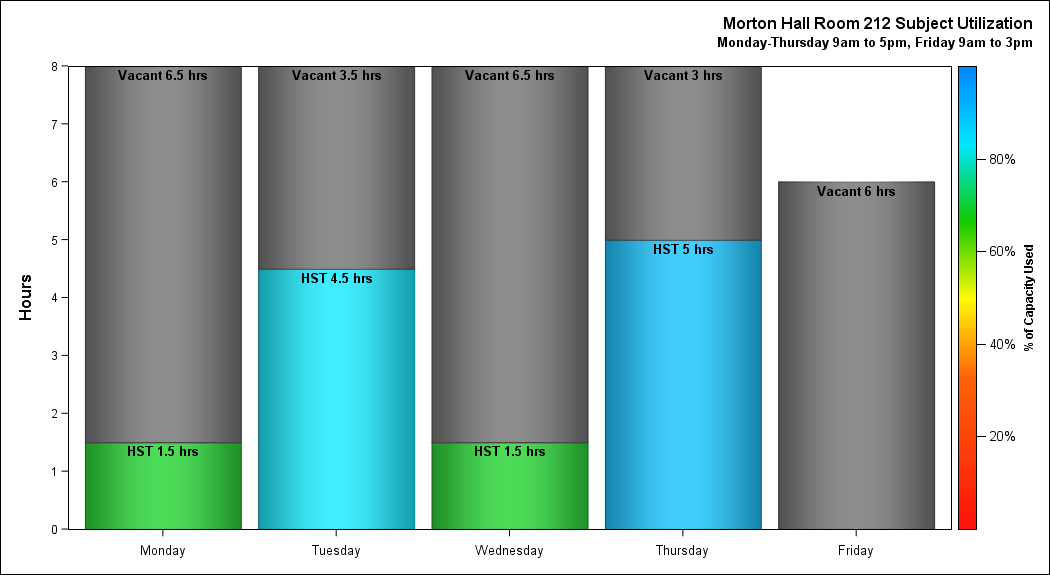 Morton Hall Room 212 Subject Utilization
Monday-Thursday 9am to 5pm, Friday 9am to 3pm
Hours
8
7
6
5
4
3
2
1
0
Vacant 6.5 hrs
HST 1.5 hrs
Vacant 3.5 hrs
HST 4.5 hrs
Vacant 6.5 hrs
HST 1.5 hrs
Vacant 3 hrs
HST 5 hrs
Vacant 6 hrs
Monday
Tuesday
Wednesday
Thursday
Friday
80%
60%
40%
20%
% of Capacity Used